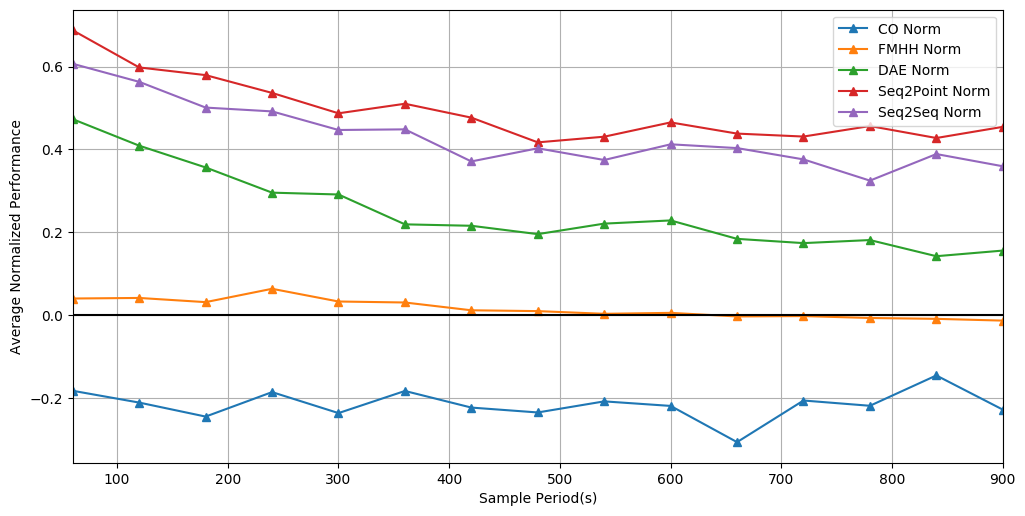 CO Norm
FMHH Norm
DAE Norm
Seq2Point Norm
Seq2Seq Norm
Average Normalized Performance
0.6
0.4
0.2
0.0
−0.2
100 200 300 400 500 600 700 800 900
Sample Period(s)